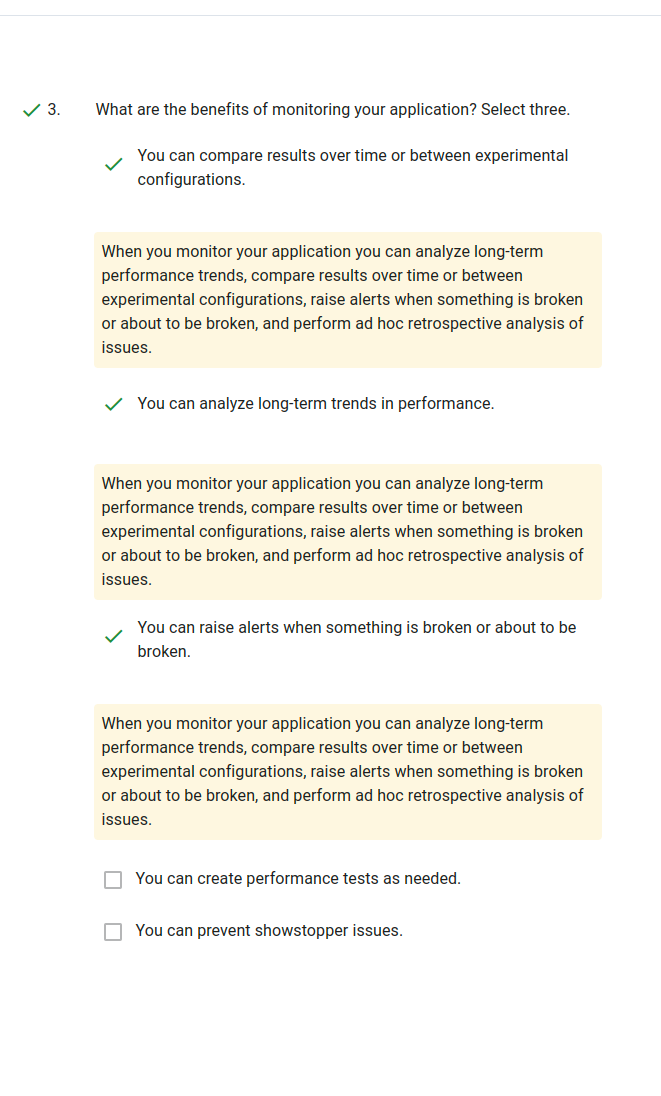 3. What are the benefits of monitoring your application? Select three.
You can compare results over time or between experimental
configurations.
When you monitor your application you can analyze long-term
performance trends, compare results over time or between
experimental configurations, raise alerts when something is broken
or about to be broken, and perform ad hoc retrospective analysis of
issues.
You can analyze long-term trends in performance.
When you monitor your application you can analyze long-term
performance trends, compare results over time or between
experimental configurations, raise alerts when something is broken
or about to be broken, and perform ad hoc retrospective analysis of
issues.
You can raise alerts when something is broken or about to be
broken.
When you monitor your application you can analyze long-term
performance trends, compare results over time or between
experimental configurations, raise alerts when something is broken
or about to be broken, and perform ad hoc retrospective analysis of
issues.
You can create performance tests as needed.
You can prevent showstopper issues.